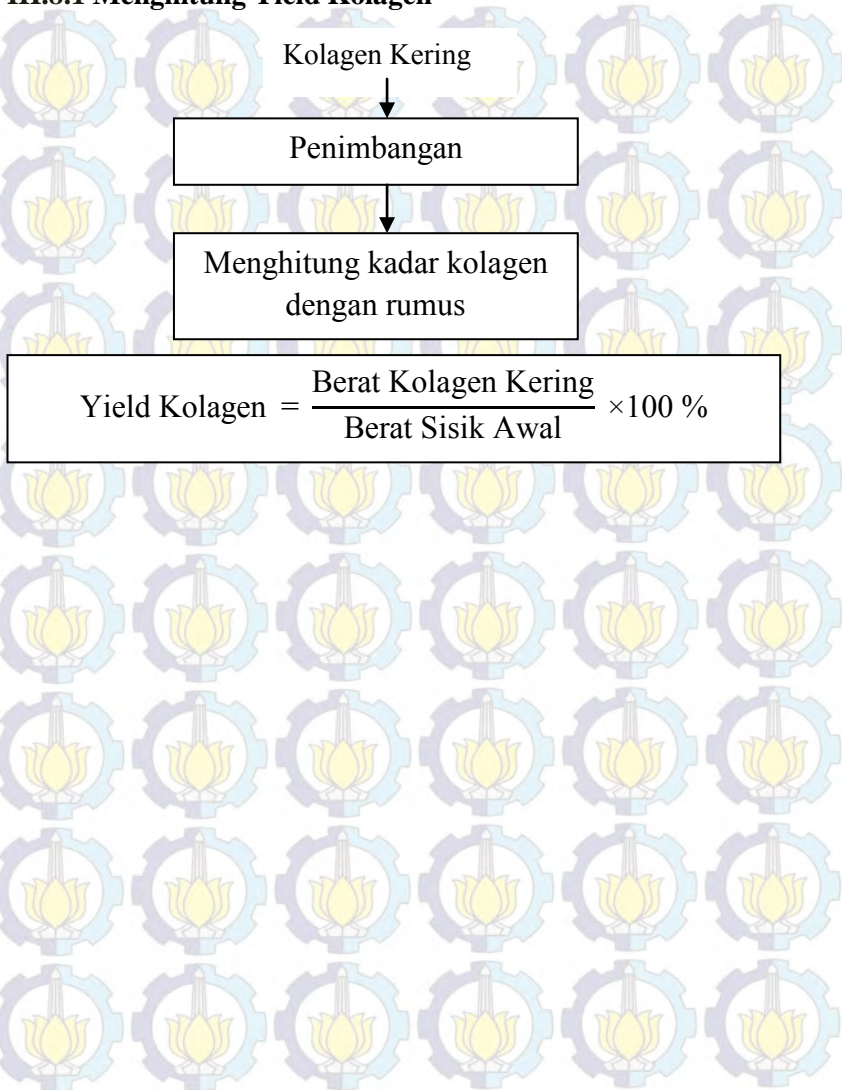 III.8.1 Menghitung Yield Kolagen
Kolagen Kering
Penimbangan
Menghitung kadar kolagen
dengan rumus
Yield Kolagen = Berat Kolagen Kering / Berat Sisik Awal ×100 %